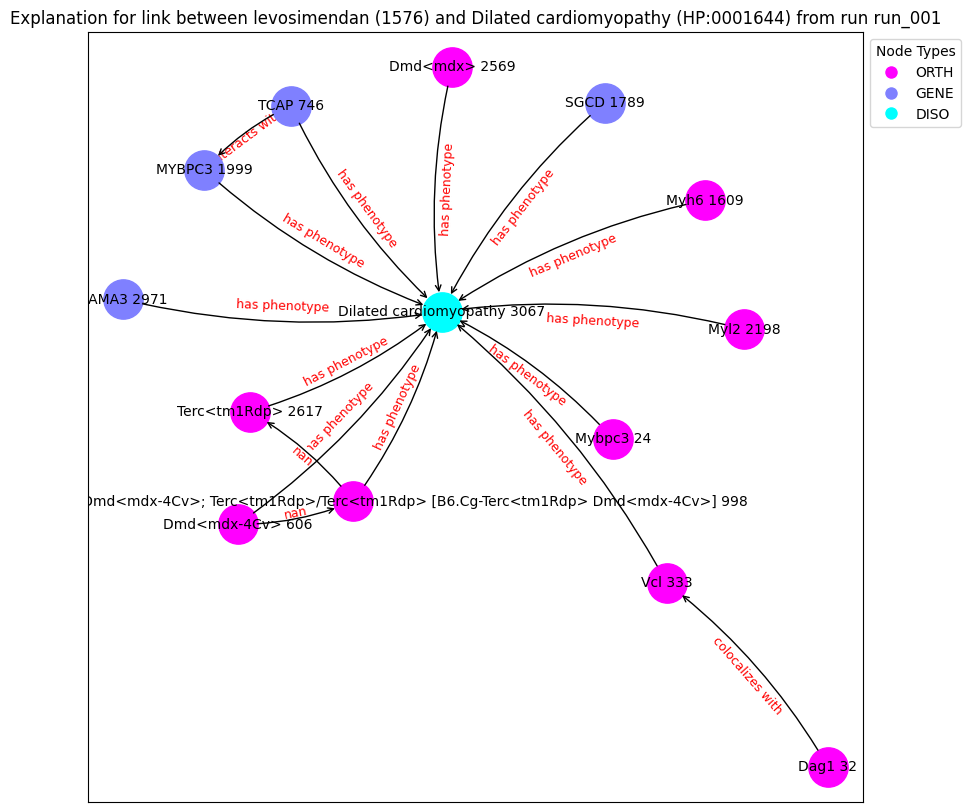 Explanation for link between levosimendan (1576) and Dilated cardiomyopathy (HP:0001644) from run run_001
Node Types
ORTH
GENE
DISO
Dmd<mdx> 2569
TCAP 746
SGCD 1789
teracts wit
MYBPC3 1999
Myh6 1609
has phenotype
has phenotype
has phenotype
has phenotype
has phenotype
AMA3 2971
has phenotype
Dilated cardiomyopathy 3067
has phenotype
Myl2 2198
has phenotype
has phenotype
has phenotype
has phenotype
has phenotype
Terc<tm1Rdp> 2617
nan
Mybpc3 24
Dmd<mdx-4Cv>; Terc<tm1Rdp>/Terc<tm1Rdp> [B6.Cg-Terc<tm1Rdp> Dmd<mdx-4Cv>] 998
nan
Dmd<mdx-4Cv> 606
Vcl 333
colocalizes with
Dag1 32